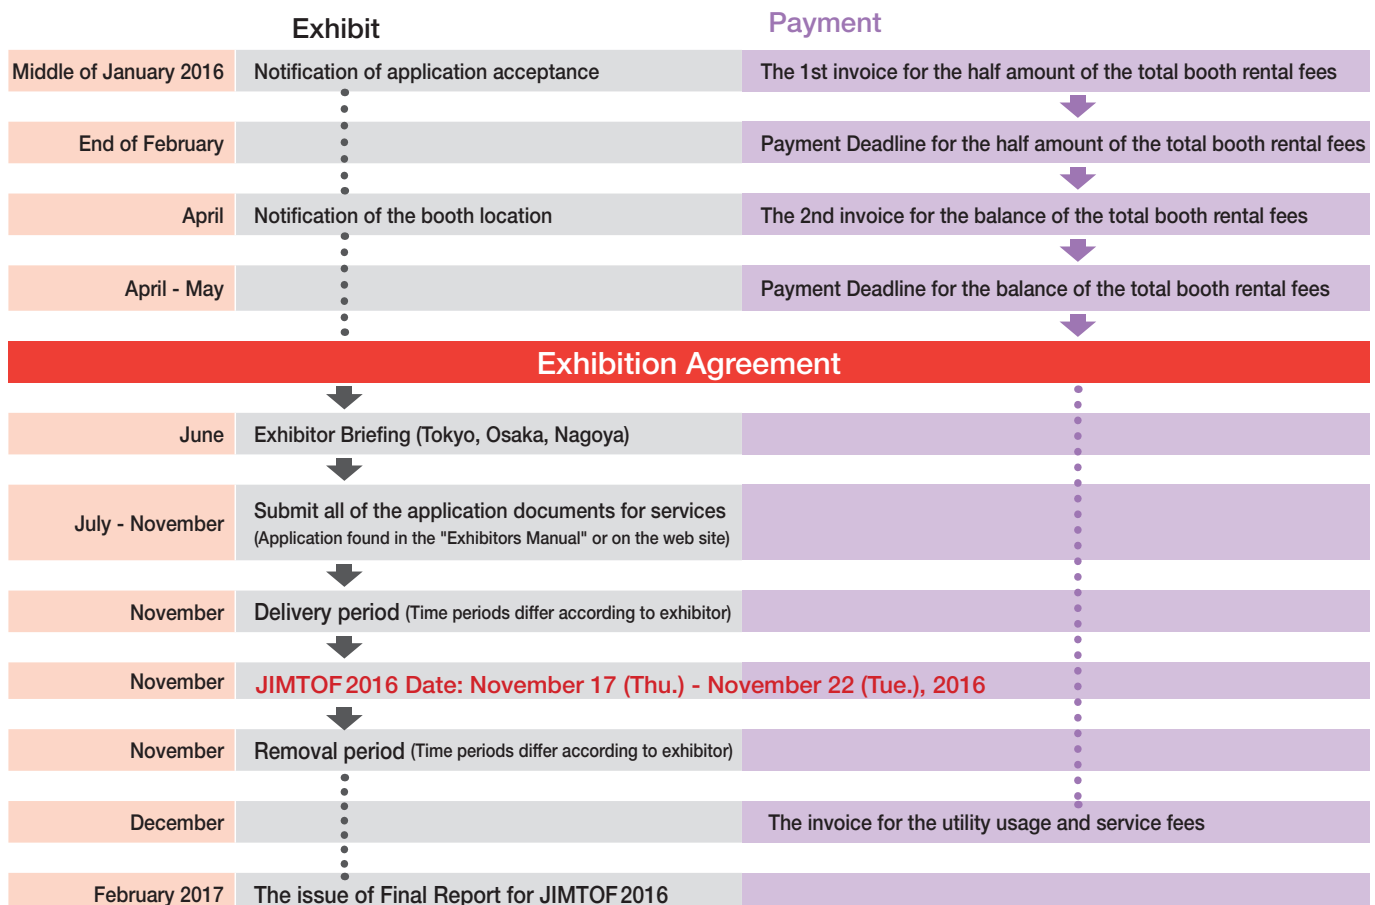 Exhibit
Payment
Middle of January 2016
Notification of application acceptance
The 1st invoice for the half amount of the total booth rental fees
End of February
Payment Deadline for the half amount of the total booth rental fees
April
Notification of the booth location
The 2nd invoice for the balance of the total booth rental fees
April - May
Payment Deadline for the balance of the total booth rental fees
Exhibition Agreement
June
Exhibitor Briefing (Tokyo, Osaka, Nagoya)
July - November
Submit all of the application documents for services
(Application found in the "Exhibitors Manual" or on the web site)
November
Delivery period (Time periods differ according to exhibitor)
November
JIMTOF 2016 Date: November 17 (Thu.) - November 22 (Tue.), 2016
November
Removal period (Time periods differ according to exhibitor)
December
The invoice for the utility usage and service fees
February 2017
The issue of Final Report for JIMTOF 2016